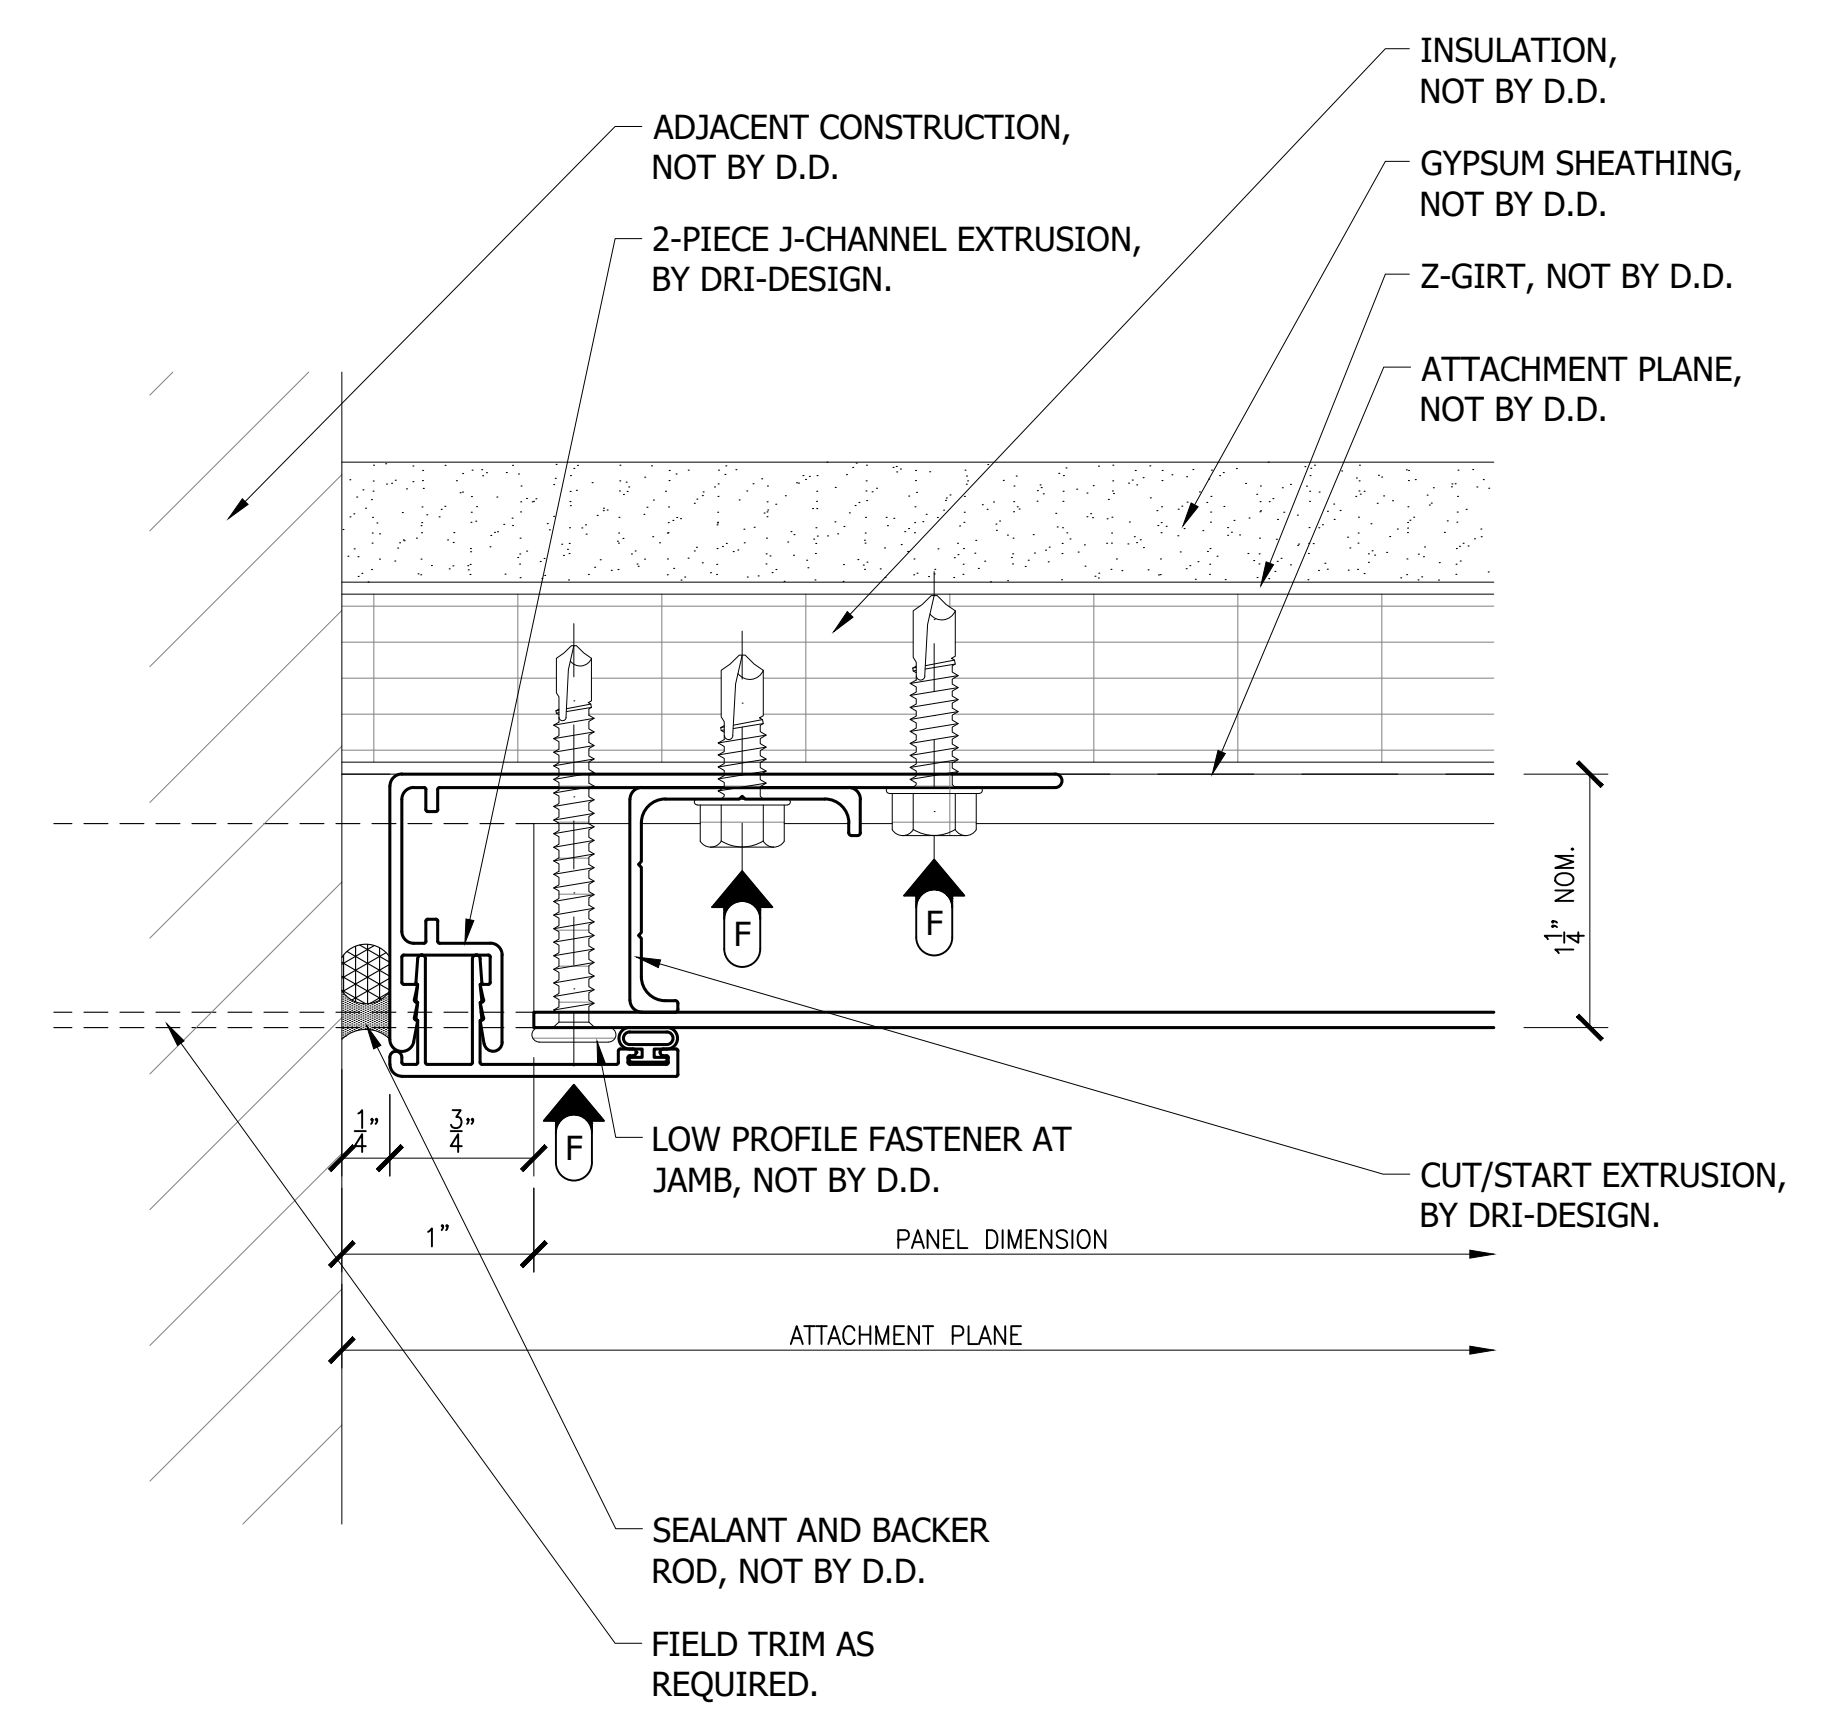 INSULATION,
NOT BY D.D.
ADJACENT CONSTRUCTION,
NOT BY D.D.
GYPSUM SHEATHING,
NOT BY D.D.
2-PIECE J-CHANNEL EXTRUSION,
BY DRI-DESIGN.
Z-GIRT, NOT BY D.D.
ATTACHMENT PLANE,
NOT BY D.D.
1 1/4" NOM.
F
F
F
1/4"
3/4"
LOW PROFILE FASTENER AT
JAMB, NOT BY D.D.
CUT/START EXTRUSION,
BY DRI-DESIGN.
1"
PANEL DIMENSION
ATTACHMENT PLANE
SEALANT AND BACKER
ROD, NOT BY D.D.
FIELD TRIM AS
REQUIRED.